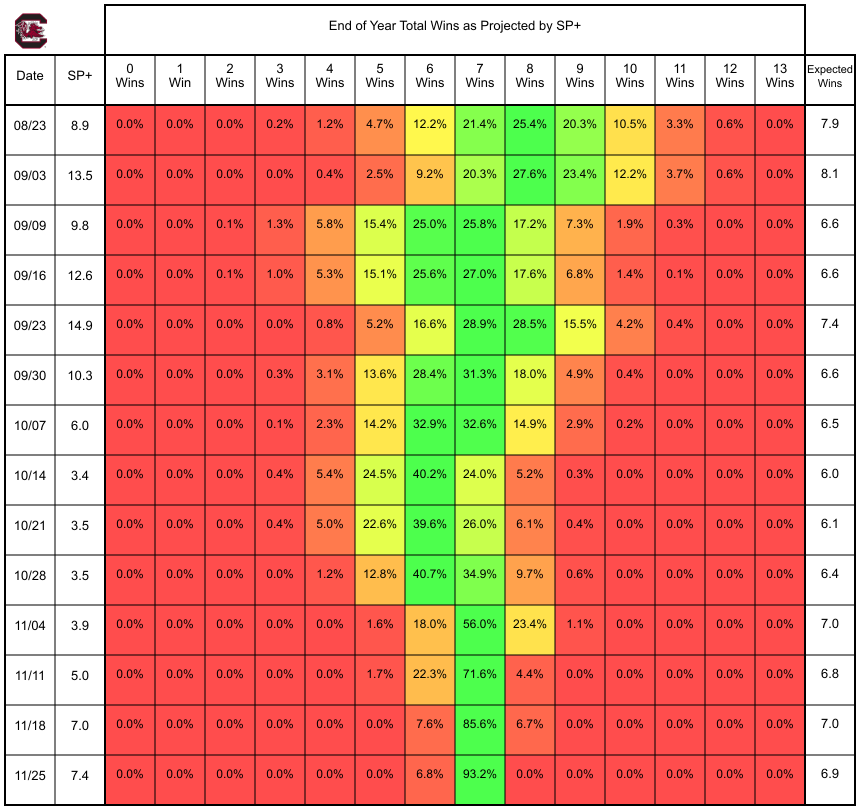 End of Year Total Wins as Projected by SP+
Date SP+ 0 Wins 1 Win 2 Wins 3 Wins 4 Wins 5 Wins 6 Wins 7 Wins 8 Wins 9 Wins 10 Wins 11 Wins 12 Wins 13 Wins Expected Wins
08/23 8.9 0.0% 0.0% 0.0% 0.2% 1.2% 4.7% 12.2% 21.4% 25.4% 20.3% 10.5% 3.3% 0.6% 0.0% 7.9
09/03 13.5 0.0% 0.0% 0.0% 0.0% 0.4% 2.5% 9.2% 20.3% 27.6% 23.4% 12.2% 3.7% 0.6% 0.0% 8.1
09/09 9.8 0.0% 0.0% 0.1% 1.3% 5.8% 15.4% 25.0% 25.8% 17.2% 7.3% 1.9% 0.3% 0.0% 0.0% 6.6
09/16 12.6 0.0% 0.0% 0.1% 1.0% 5.3% 15.1% 25.6% 27.0% 17.6% 6.8% 1.4% 0.1% 0.0% 0.0% 6.6
09/23 14.9 0.0% 0.0% 0.0% 0.0% 0.8% 5.2% 16.6% 28.9% 28.5% 15.5% 4.2% 0.4% 0.0% 0.0% 7.4
09/30 10.3 0.0% 0.0% 0.0% 0.3% 3.1% 13.6% 28.4% 31.3% 18.0% 4.9% 0.4% 0.0% 0.0% 0.0% 6.6
10/07 6.0 0.0% 0.0% 0.0% 0.1% 2.3% 14.2% 32.9% 32.6% 14.9% 2.9% 0.2% 0.0% 0.0% 0.0% 6.5
10/14 3.4 0.0% 0.0% 0.0% 0.4% 5.4% 24.5% 40.2% 24.0% 5.2% 0.3% 0.0% 0.0% 0.0% 0.0% 6.0
10/21 3.5 0.0% 0.0% 0.0% 0.4% 5.0% 22.6% 39.6% 26.0% 6.1% 0.4% 0.0% 0.0% 0.0% 0.0% 6.1
10/28 3.5 0.0% 0.0% 0.0% 0.0% 1.2% 12.8% 40.7% 34.9% 9.7% 0.6% 0.0% 0.0% 0.0% 0.0% 6.4
11/04 3.9 0.0% 0.0% 0.0% 0.0% 0.0% 1.6% 18.0% 56.0% 23.4% 1.1% 0.0% 0.0% 0.0% 0.0% 7.0
11/11 5.0 0.0% 0.0% 0.0% 0.0% 0.0% 1.7% 22.3% 71.6% 4.4% 0.0% 0.0% 0.0% 0.0% 0.0% 6.8
11/18 7.0 0.0% 0.0% 0.0% 0.0% 0.0% 0.0% 7.6% 85.6% 6.7% 0.0% 0.0% 0.0% 0.0% 0.0% 7.0
11/25 7.4 0.0% 0.0% 0.0% 0.0% 0.0% 0.0% 6.8% 93.2% 0.0% 0.0% 0.0% 0.0% 0.0% 0.0% 6.9